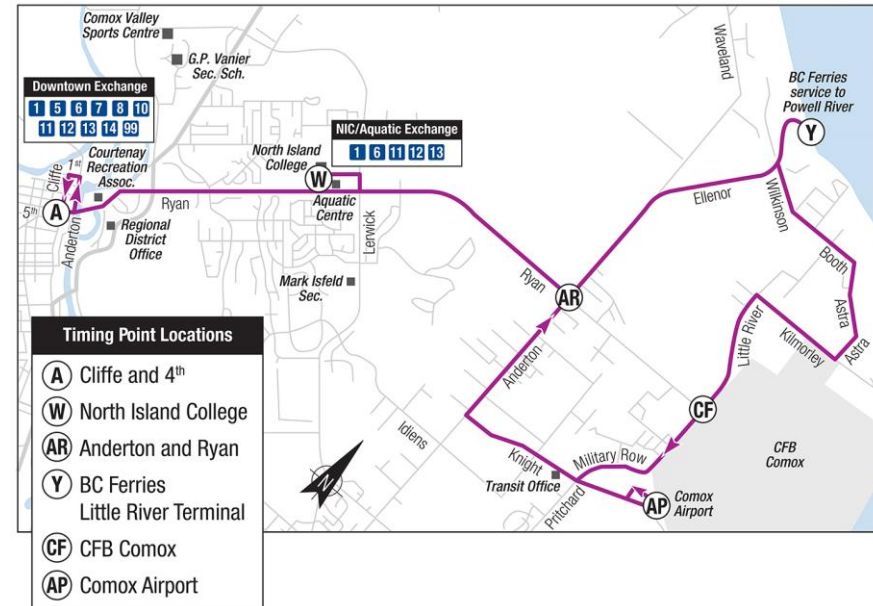 Comox Valley
Sports Centre
G.P. Vanier
Sec. Sch.
Downtown Exchange
1 5 6 7 8 10
11 12 13 14 99
Courtenay
Recreation
Assoc.
1st
Cliffe
5th
A
Anderton
Regional
District
Office
Ryan
North Island
College
W
NIC/Aquatic Exchange
1 6 11 12 13
Aquatic
Centre
Lerwick
Mark Isfeld
Sec.
Waveland
BC Ferries
service to
Powell River
Y
Ellenor
Wilkinson
Booth
Astra
Astra
Kilmorley
Little River
Ryan
AR
Anderton
Idiens
Knight
Transit Office
Military Row
Pritchard
CF
CFB
Comox
AP
Comox
Airport
N
Timing Point Locations
A Cliffe and 4th
W North Island College
AR Anderton and Ryan
Y BC Ferries
Little River Terminal
CF CFB Comox
AP Comox Airport